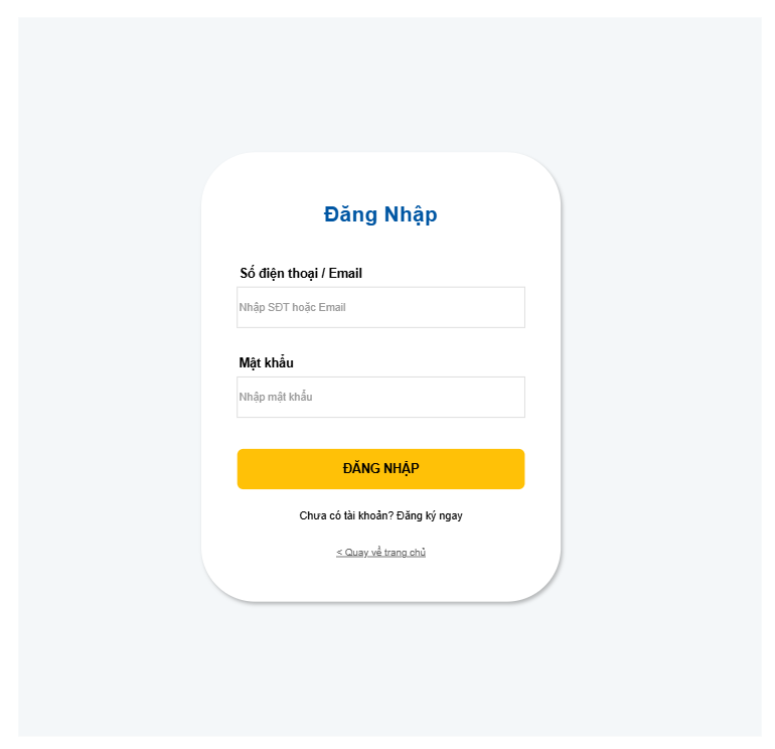 Đăng Nhập
Số điện thoại / Email
Nhập SĐT hoặc Email
Mật khẩu
Nhập mật khẩu
ĐĂNG NHẬP
Chưa có tài khoản? Đăng ký ngay
< Quay về trang chủ